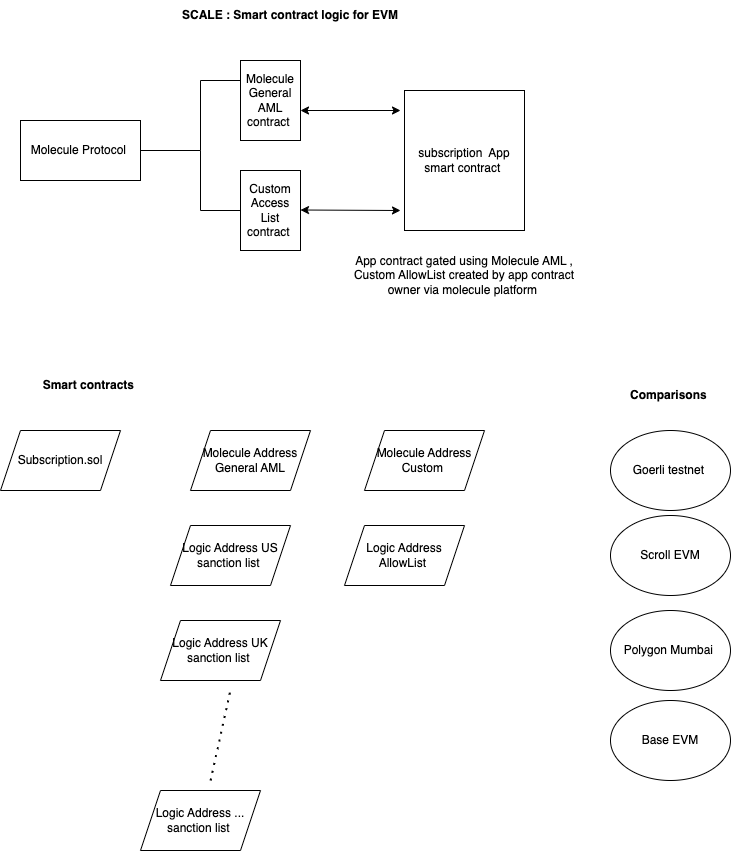 SCALE : Smart contract logic for EVM
Molecule Protocol
Molecule
General
AML
contract
Custom
Access
List
contract
subscription App
smart contract
App contract gated using Molecule AML ,
Custom AllowList created by app contract
owner via molecule platform
Smart contracts
Comparisons
Subscription.sol
Molecule Address
General AML
Molecule Address
Custom
Goerli testnet
Logic Address US
sanction list
Logic Address
AllowList
Scroll EVM
Logic Address UK
sanction list
Polygon Mumbai
Base EVM
Logic Address ...
sanction list